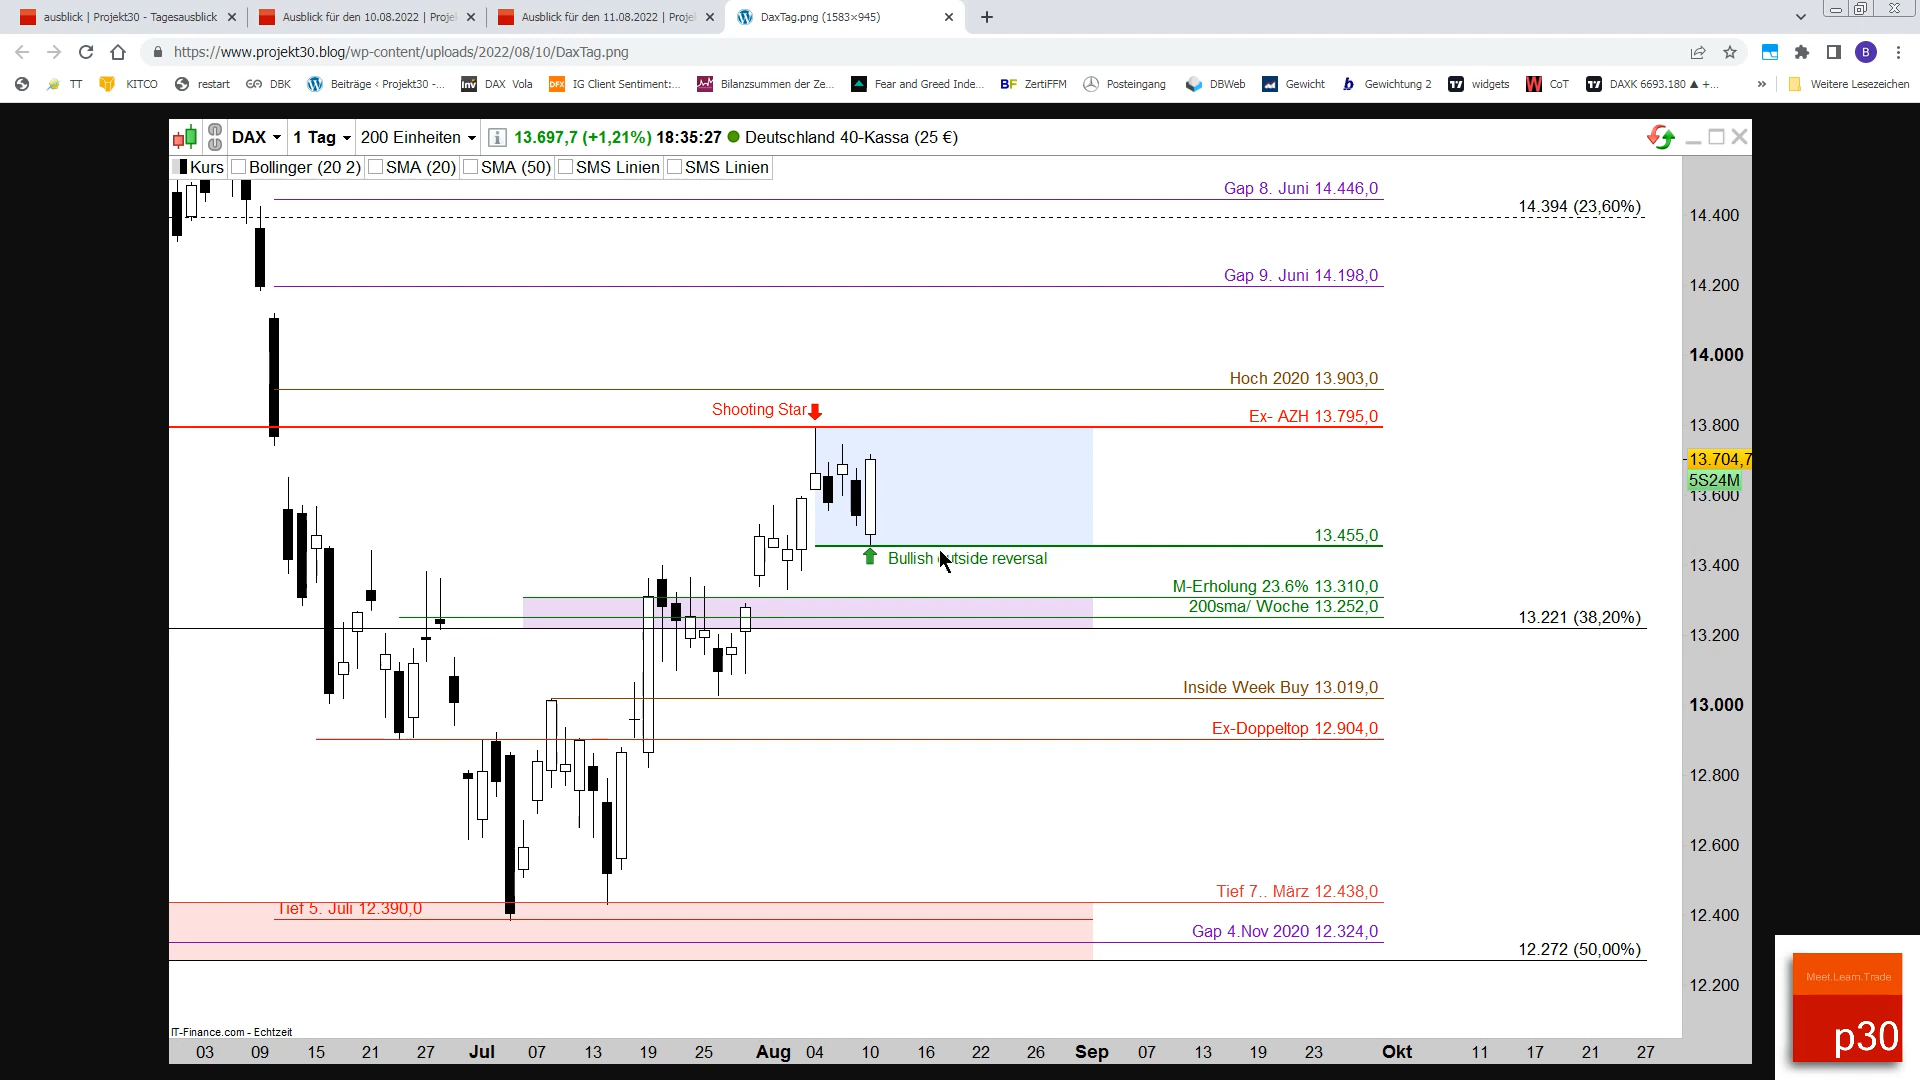 ausblick | Projekt30 - Tagesausblick
Ausblick für den 10.08.2022 | Proje
Ausblick für den 11.08.2022 | Proje
DaxTag.png (1583×945)
https://www.projekt30.blog/wp-content/uploads/2022/08/10/DaxTag.png
B
TT
KITCO
restart
DBK
Beiträge ‹ Projekt30 -...
Inv
DAX Vola
DFX
IG Client Sentiment:...
Bilanzsummen der Ze...
Fear and Greed Inde...
BF
ZertiFFM
Posteingang
DBWeb
Gewicht
b
Gewichtung 2
widgets
W
CoT
DAXK 6693.180 ▲ +...
»
Weitere Lesezeichen
DAX
1 Tag
200 Einheiten
13.697,7 (+1,21%) 18:35:27
Deutschland 40-Kassa (25 €)
Kurs
Bollinger (20 2)
SMA (20)
SMA (50)
SMS Linien
SMS Linien
Gap 8. Juni 14.446,0
14.394 (23,60%)
14.400
Gap 9. Juni 14.198,0
14.200
14.000
Hoch 2020 13.903,0
Shooting Star
Ex- AZH 13.795,0
13.800
13.704,7
5S24M
13.600
13.455,0
Bullish outside reversal
13.400
M-Erholung 23.6% 13.310,0
200sma/ Woche 13.252,0
13.221 (38,20%)
13.200
Inside Week Buy 13.019,0
13.000
Ex-Doppeltop 12.904,0
12.800
12.600
Tief 7.. März 12.438,0
Tief 5. Juli 12.390,0
12.400
Gap 4.Nov 2020 12.324,0
12.272 (50,00%)
12.200
Meet.Learn.Trade
p30
IT-Finance.com - Echtzeit
03 09 15 21 27 Jul 07 13 19 25 Aug 04 10 16 22 26 Sep 07 13 19 23 Okt 11 17 21 27